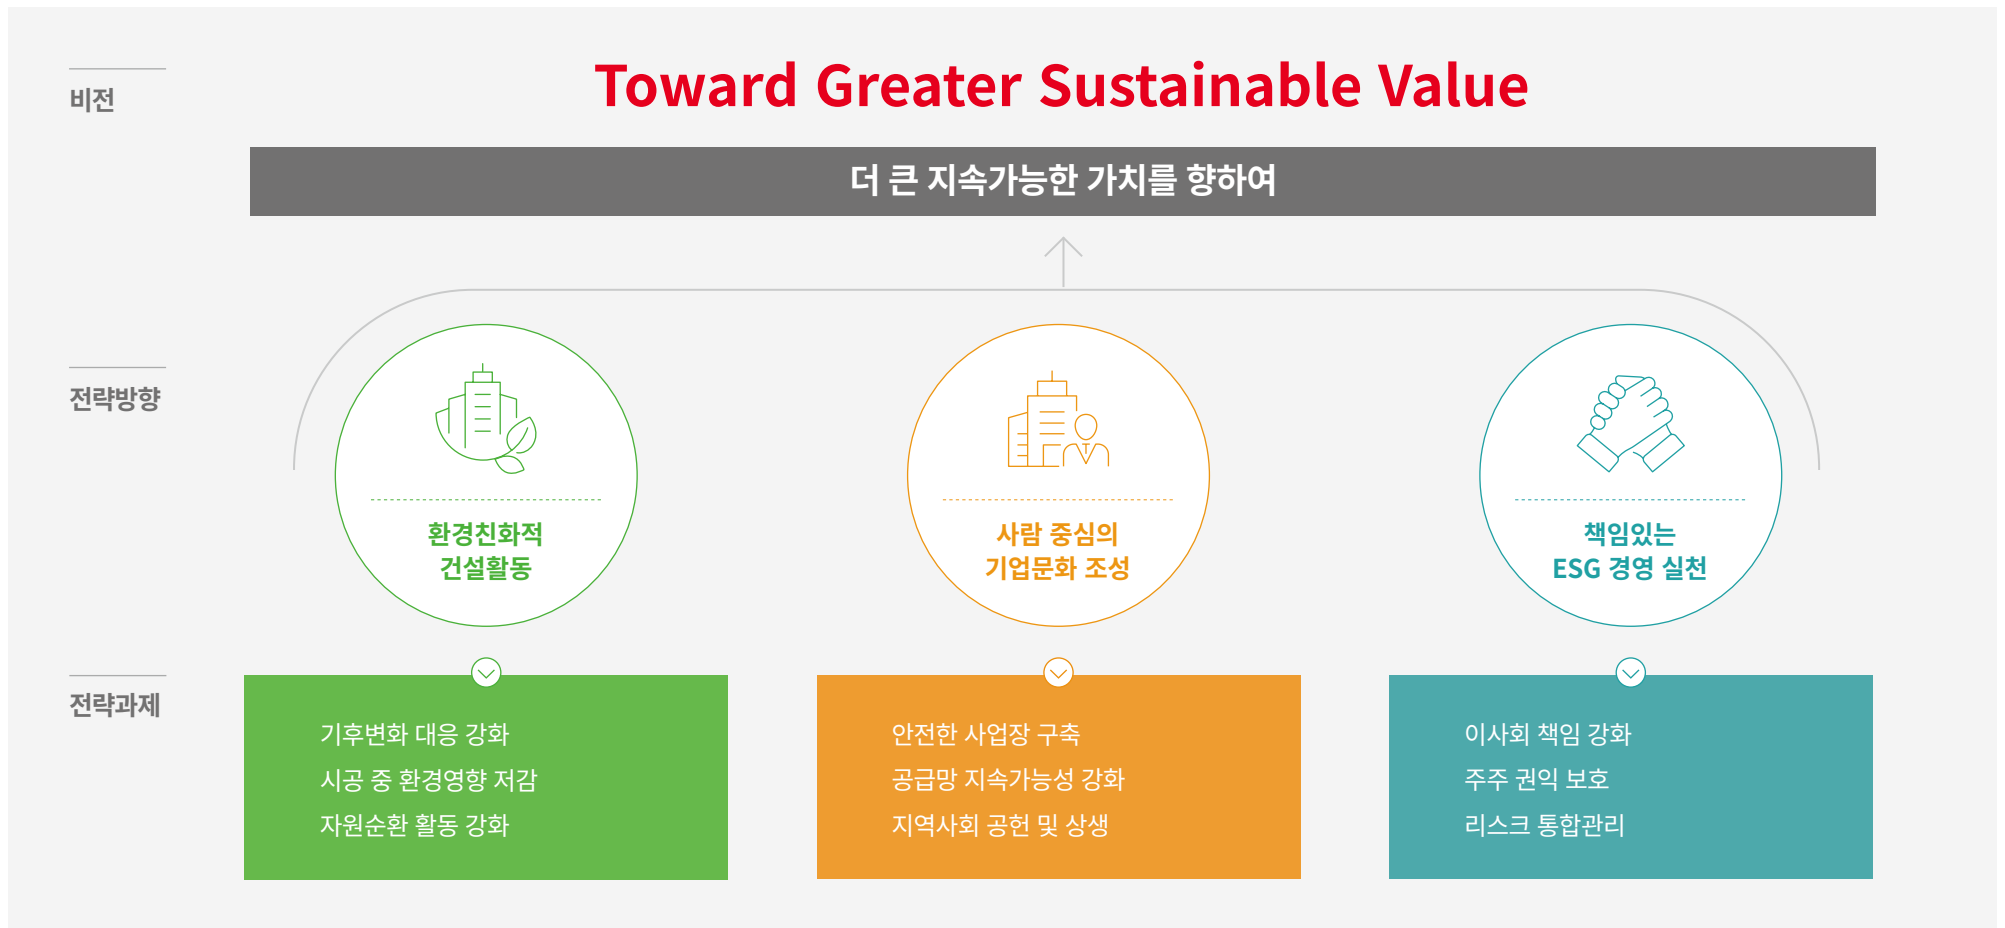 비전
Toward Greater Sustainable Value
더 큰 지속가능한 가치를 향하여
전략방향
환경친화적
건설활동
사람 중심의
기업문화 조성
책임있는
ESG 경영 실천
전략과제
기후변화 대응 강화
시공 중 환경영향 저감
자원순환 활동 강화
안전한 사업장 구축
공급망 지속가능성 강화
지역사회 공헌 및 상생
이사회 책임 강화
주주 권익 보호
리스크 통합관리